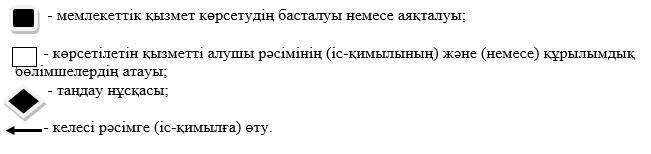 - мемлекеттік қызмет көрсетудің басталуы немесе аяқталуы;
- көрсетілетін қызметті алушы рәсімінің (іс-қимылының) және (немесе) құрылымдық
бөлімшелердің атауы;
- таңдау нұсқасы;
- келесі рәсімге (іс-қимылға) өту.